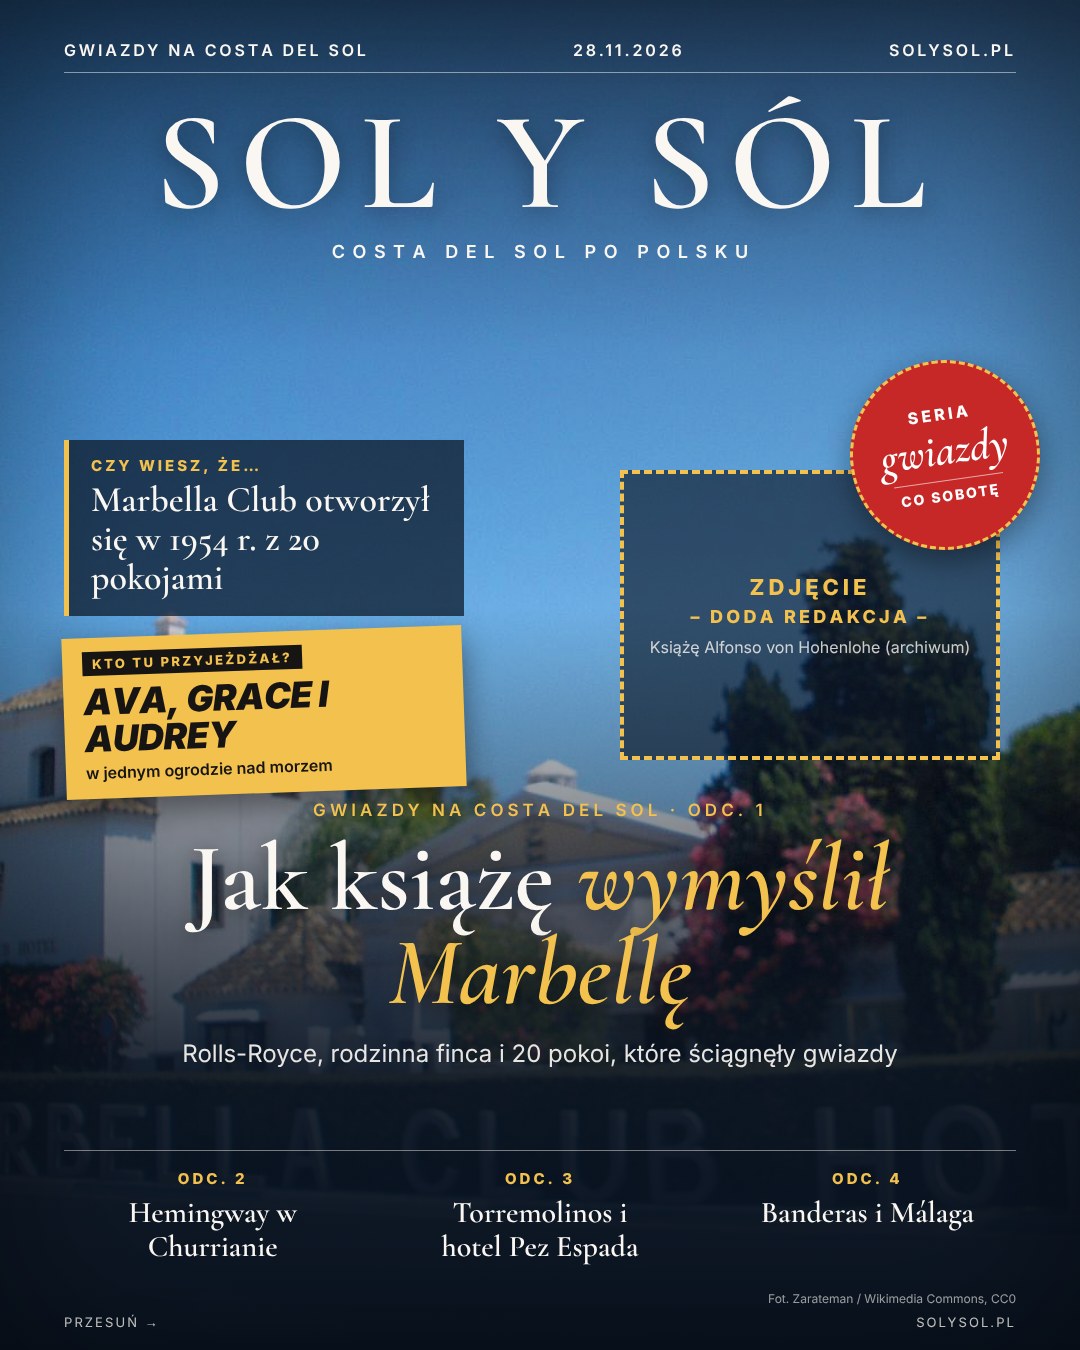 GWIAZDY NA COSTA DEL SOL
28.11.2026
SOLYSOL.PL
SOL Y SÓL
COSTA DEL SOL PO POLSKU
SERIA
gwiazdy
CO SOBOTĘ
CZY WIESZ, ŻE…
Marbella Club otworzył
się w 1954 r. z 20
pokojami
ZDJĘCIE
– DODA REDAKCJA –
Książę Alfonso von Hohenlohe (archiwum)
KTO TU PRZYJEŻDŻAŁ?
AVA, GRACE I
AUDREY
w jednym ogrodzie nad morzem
GWIAZDY NA COSTA DEL SOL · ODC. 1
Jak książę wymyślił
Marbellę
Rolls-Royce, rodzinna finca i 20 pokoi, które ściągnęły gwiazdy
RBELLA CLUB HOT
ODC. 2
Hemingway w
Churrianie
ODC. 3
Torremolinos i
hotel Pez Espada
ODC. 4
Banderas i Málaga
Fot. Zarateman / Wikimedia Commons, CC0
PRZESUŃ →
SOLYSOL.PL